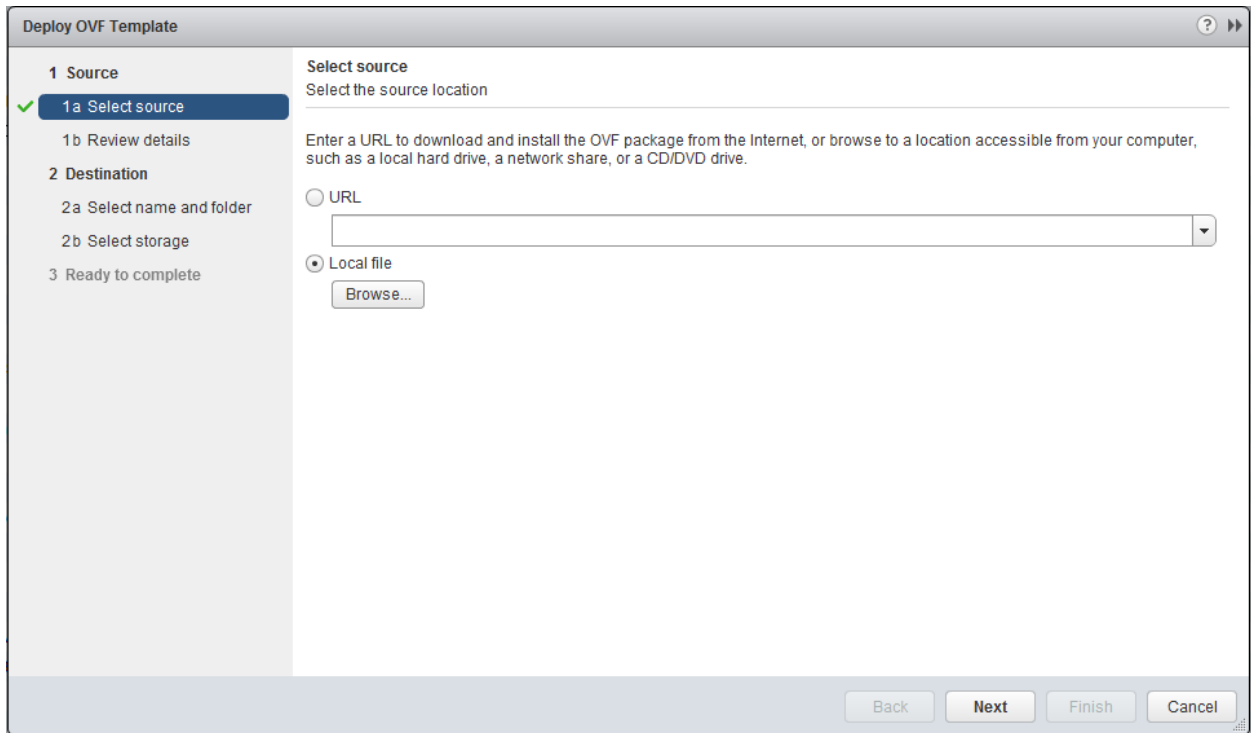 Deploy OVF Template
?
1 Source
1a Select source
1b Review details
2 Destination
2a Select name and folder
2b Select storage
3 Ready to complete
Select source
Select the source location
Enter a URL to download and install the OVF package from the Internet, or browse to a location accessible from your computer,
such as a local hard drive, a network share, or a CD/DVD drive.
URL
Local file
Browse...
Back
Next
Finish
Cancel